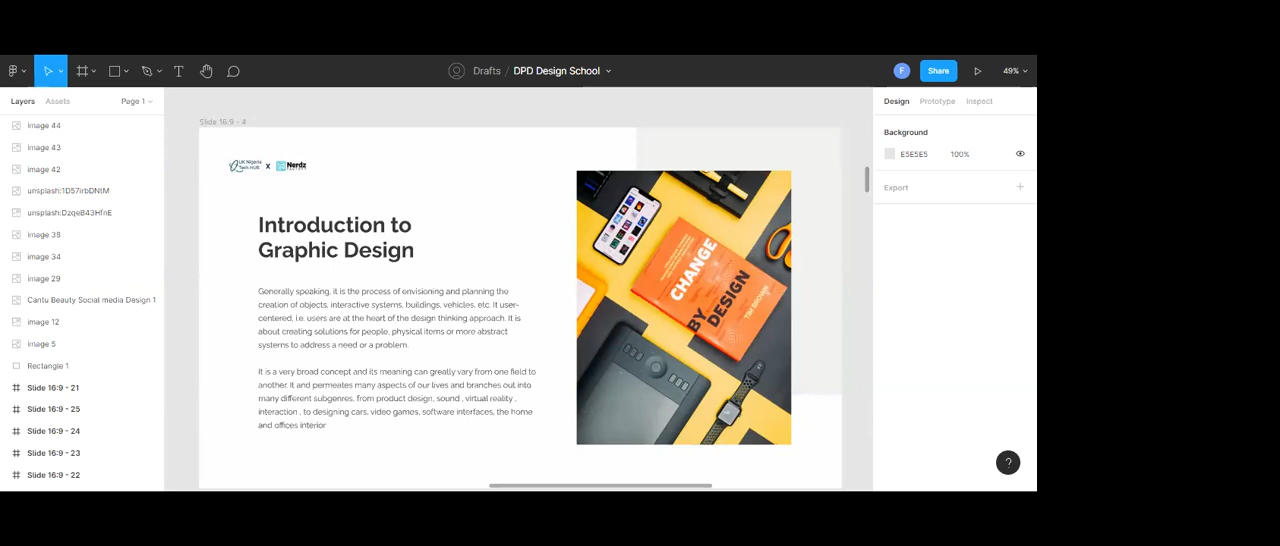 Drafts / DPD Design School
F
Share
49%
Layers
Assets
Page 1
image 44
image 43
image 42
unsplash:1D57irbDNtM
unsplash:DzqeB43HfnE
image 38
image 34
image 29
Cantu Beauty Social media Design 1
image 12
image 5
Rectangle 1
Slide 16:9 - 21
Slide 16:9 - 25
Slide 16:9 - 24
Slide 16:9 - 23
Slide 16:9 - 22
Slide 16:9 - 4
UK Nigeria
Tech HUB
X
Nerdz
Introduction to
Graphic Design
Generally speaking, it is the process of envisioning and planning the
creation of objects, interactive systems, buildings, vehicles, etc. It user-
centered, i.e. users are at the heart of the design thinking approach. It is
about creating solutions for people, physical items or more abstract
systems to address a need or a problem.
It is a very broad concept and its meaning can greatly vary from one field to
another. It and permeates many aspects of our lives and branches out into
many different subgenres, from product design, sound , virtual reality ,
interaction , to designing cars, video games, software interfaces, the home
and offices interior
CHANGE
BY DESIGN
TIM BROWN
Design
Prototype
Inspect
Background
E5E5E5
100%
Export
?